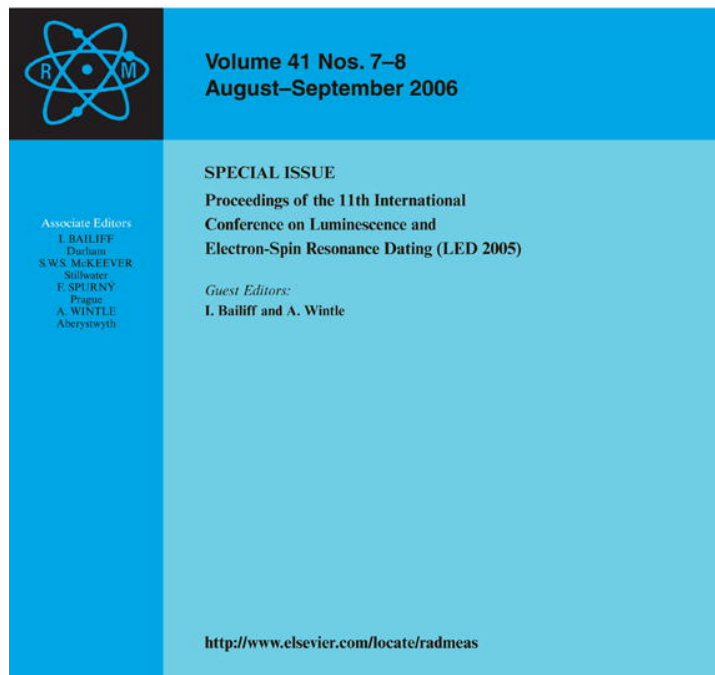 R M
Volume 41 Nos. 7–8
August–September 2006
SPECIAL ISSUE
Proceedings of the 11th International
Conference on Luminescence and
Electron-Spin Resonance Dating (LED 2005)
Guest Editors:
I. Bailiff and A. Wintle
Associate Editors
I. BAILIFF
Durham
S.W.S. McKEEVER
Stillwater
F. SPURNÝ
Prague
A. WINTLE
Aberystwyth
http://www.elsevier.com/locate/radmeas